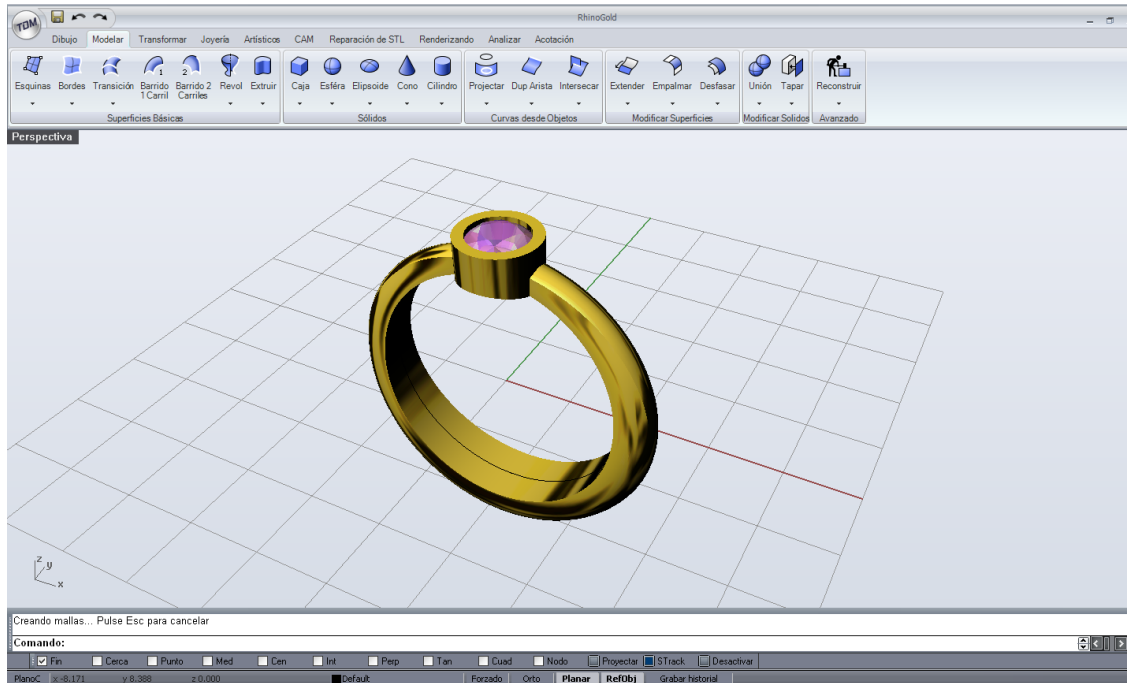 RhinoGold
TDM
Dibujo Modelar Transformar Joyería Artísticos CAM Reparación de STL Renderizando Analizar Acotación
Esquinas Bordes Transición Barrido 1 Carril Barrido 2 Carriles Revol Extruir Caja Esféra Elipsoide Cono Cilindro Projectar Dup Arista Intersecar Extender Empalmar Desfasar Unión Tapar Reconstruir
Superficies Básicas Sólidos Curvas desde Objetos Modificar Superficies Modificar Solidos Avanzado
Perspectiva
z
y
x
Creando mallas... Pulse Esc para cancelar
Comando:
Fin Cerca Punto Med Cen Int Perp Tan Cuad Nodo Proyectar STrack Desactivar
PlanoC x -8.171 y 8.388 z 0.000 Default Forzado Orto Planar RefObj Grabar historial